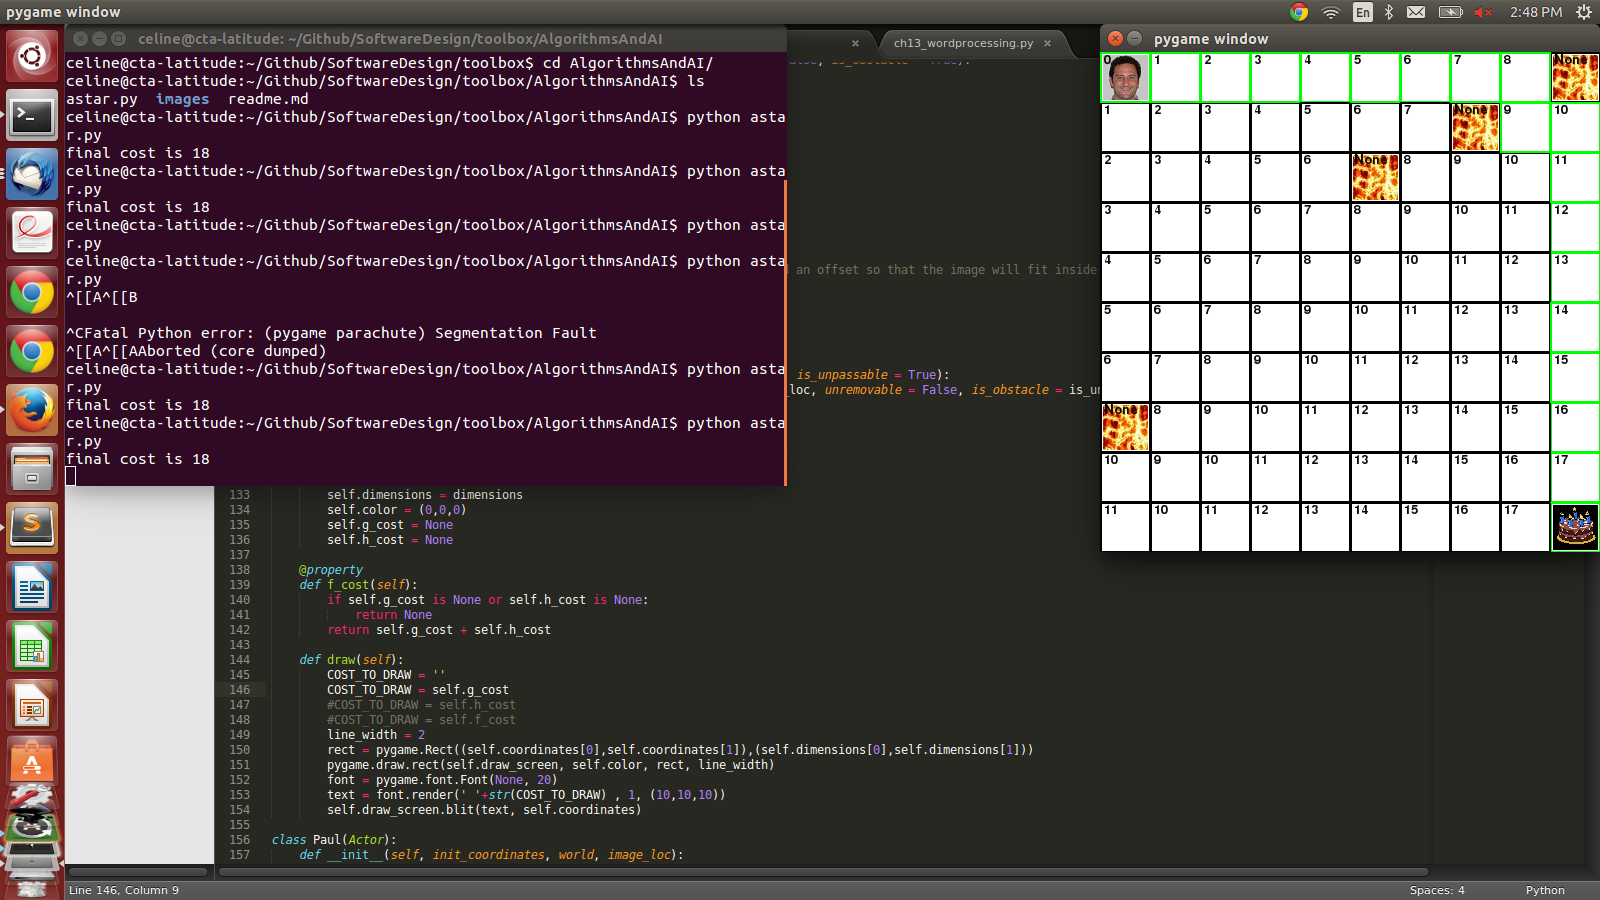 pygame window
En
2:48 PM
celine@cta-latitude: ~/Github/SoftwareDesign/toolbox/AlgorithmsAndAI
celine@cta-latitude:~/Github/SoftwareDesign/toolbox$ cd AlgorithmsAndAI/
celine@cta-latitude:~/Github/SoftwareDesign/toolbox/AlgorithmsAndAI$ ls
astar.py images readme.md
celine@cta-latitude:~/Github/SoftwareDesign/toolbox/AlgorithmsAndAI$ python asta
r.py
final cost is 18
celine@cta-latitude:~/Github/SoftwareDesign/toolbox/AlgorithmsAndAI$ python asta
r.py
final cost is 18
celine@cta-latitude:~/Github/SoftwareDesign/toolbox/AlgorithmsAndAI$ python asta
r.py
celine@cta-latitude:~/Github/SoftwareDesign/toolbox/AlgorithmsAndAI$ python asta
r.py
^[[A^[[B
^CFatal Python error: (pygame parachute) Segmentation Fault
^[[A^[[AAborted (core dumped)
celine@cta-latitude:~/Github/SoftwareDesign/toolbox/AlgorithmsAndAI$ python asta
r.py
final cost is 18
celine@cta-latitude:~/Github/SoftwareDesign/toolbox/AlgorithmsAndAI$ python asta
r.py
final cost is 18
ch13_wordprocessing.py
an offset so that the image will fit inside
is_unpassable = True):
loc, unremovable = False, is_obstacle = is_u
133 self.dimensions = dimensions
134 self.color = (0,0,0)
135 self.g_cost = None
136 self.h_cost = None
137
138 @property
139 def f_cost(self):
140 if self.g_cost is None or self.h_cost is None:
141 return None
142 return self.g_cost + self.h_cost
143
144 def draw(self):
145 COST_TO_DRAW = ''
146 COST_TO_DRAW = self.g_cost
147 #COST_TO_DRAW = self.h_cost
148 #COST_TO_DRAW = self.f_cost
149 line_width = 2
150 rect = pygame.Rect((self.coordinates[0],self.coordinates[1]),(self.dimensions[0],self.dimensions[1]))
151 pygame.draw.rect(self.draw_screen, self.color, rect, line_width)
152 font = pygame.font.Font(None, 20)
153 text = font.render(' '+str(COST_TO_DRAW) , 1, (10,10,10))
154 self.draw_screen.blit(text, self.coordinates)
155
156 class Paul(Actor):
157 def __init__(self, init_coordinates, world, image_loc):
Line 146, Column 9
Spaces: 4
Python
pygame window
0 1 2 3 4 5 6 7 8 None
1 2 3 4 5 6 7 None 9 10
2 3 4 5 6 None 8 9 10 11
3 4 5 6 7 8 9 10 11 12
4 5 6 7 8 9 10 11 12 13
5 6 7 8 9 10 11 12 13 14
6 7 8 9 10 11 12 13 14 15
None 8 9 10 11 12 13 14 15 16
10 9 10 11 12 13 14 15 16 17
11 10 11 12 13 14 15 16 17